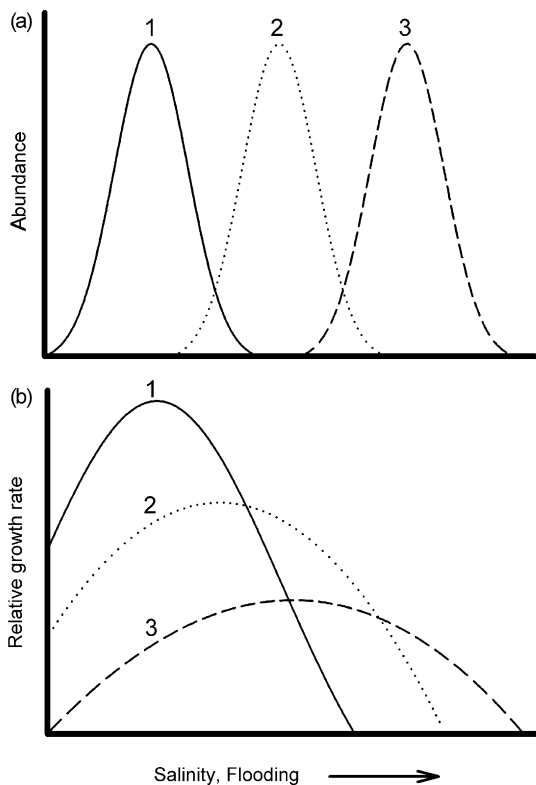 (a)
1 2 3
Abundance
(b)
1
2
3
Relative growth rate
Salinity, Flooding